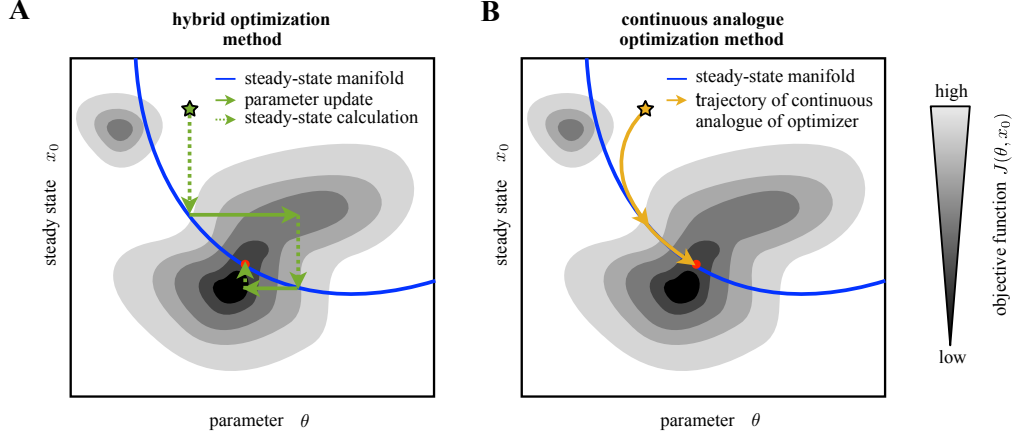 A
hybrid optimization
method
steady-state manifold
parameter update
steady-state calculation
steady state x₀
parameter θ
B
continuous analogue
optimization method
steady-state manifold
trajectory of continuous
analogue of optimizer
steady state x₀
parameter θ
high
low
objective function J(θ, x₀)